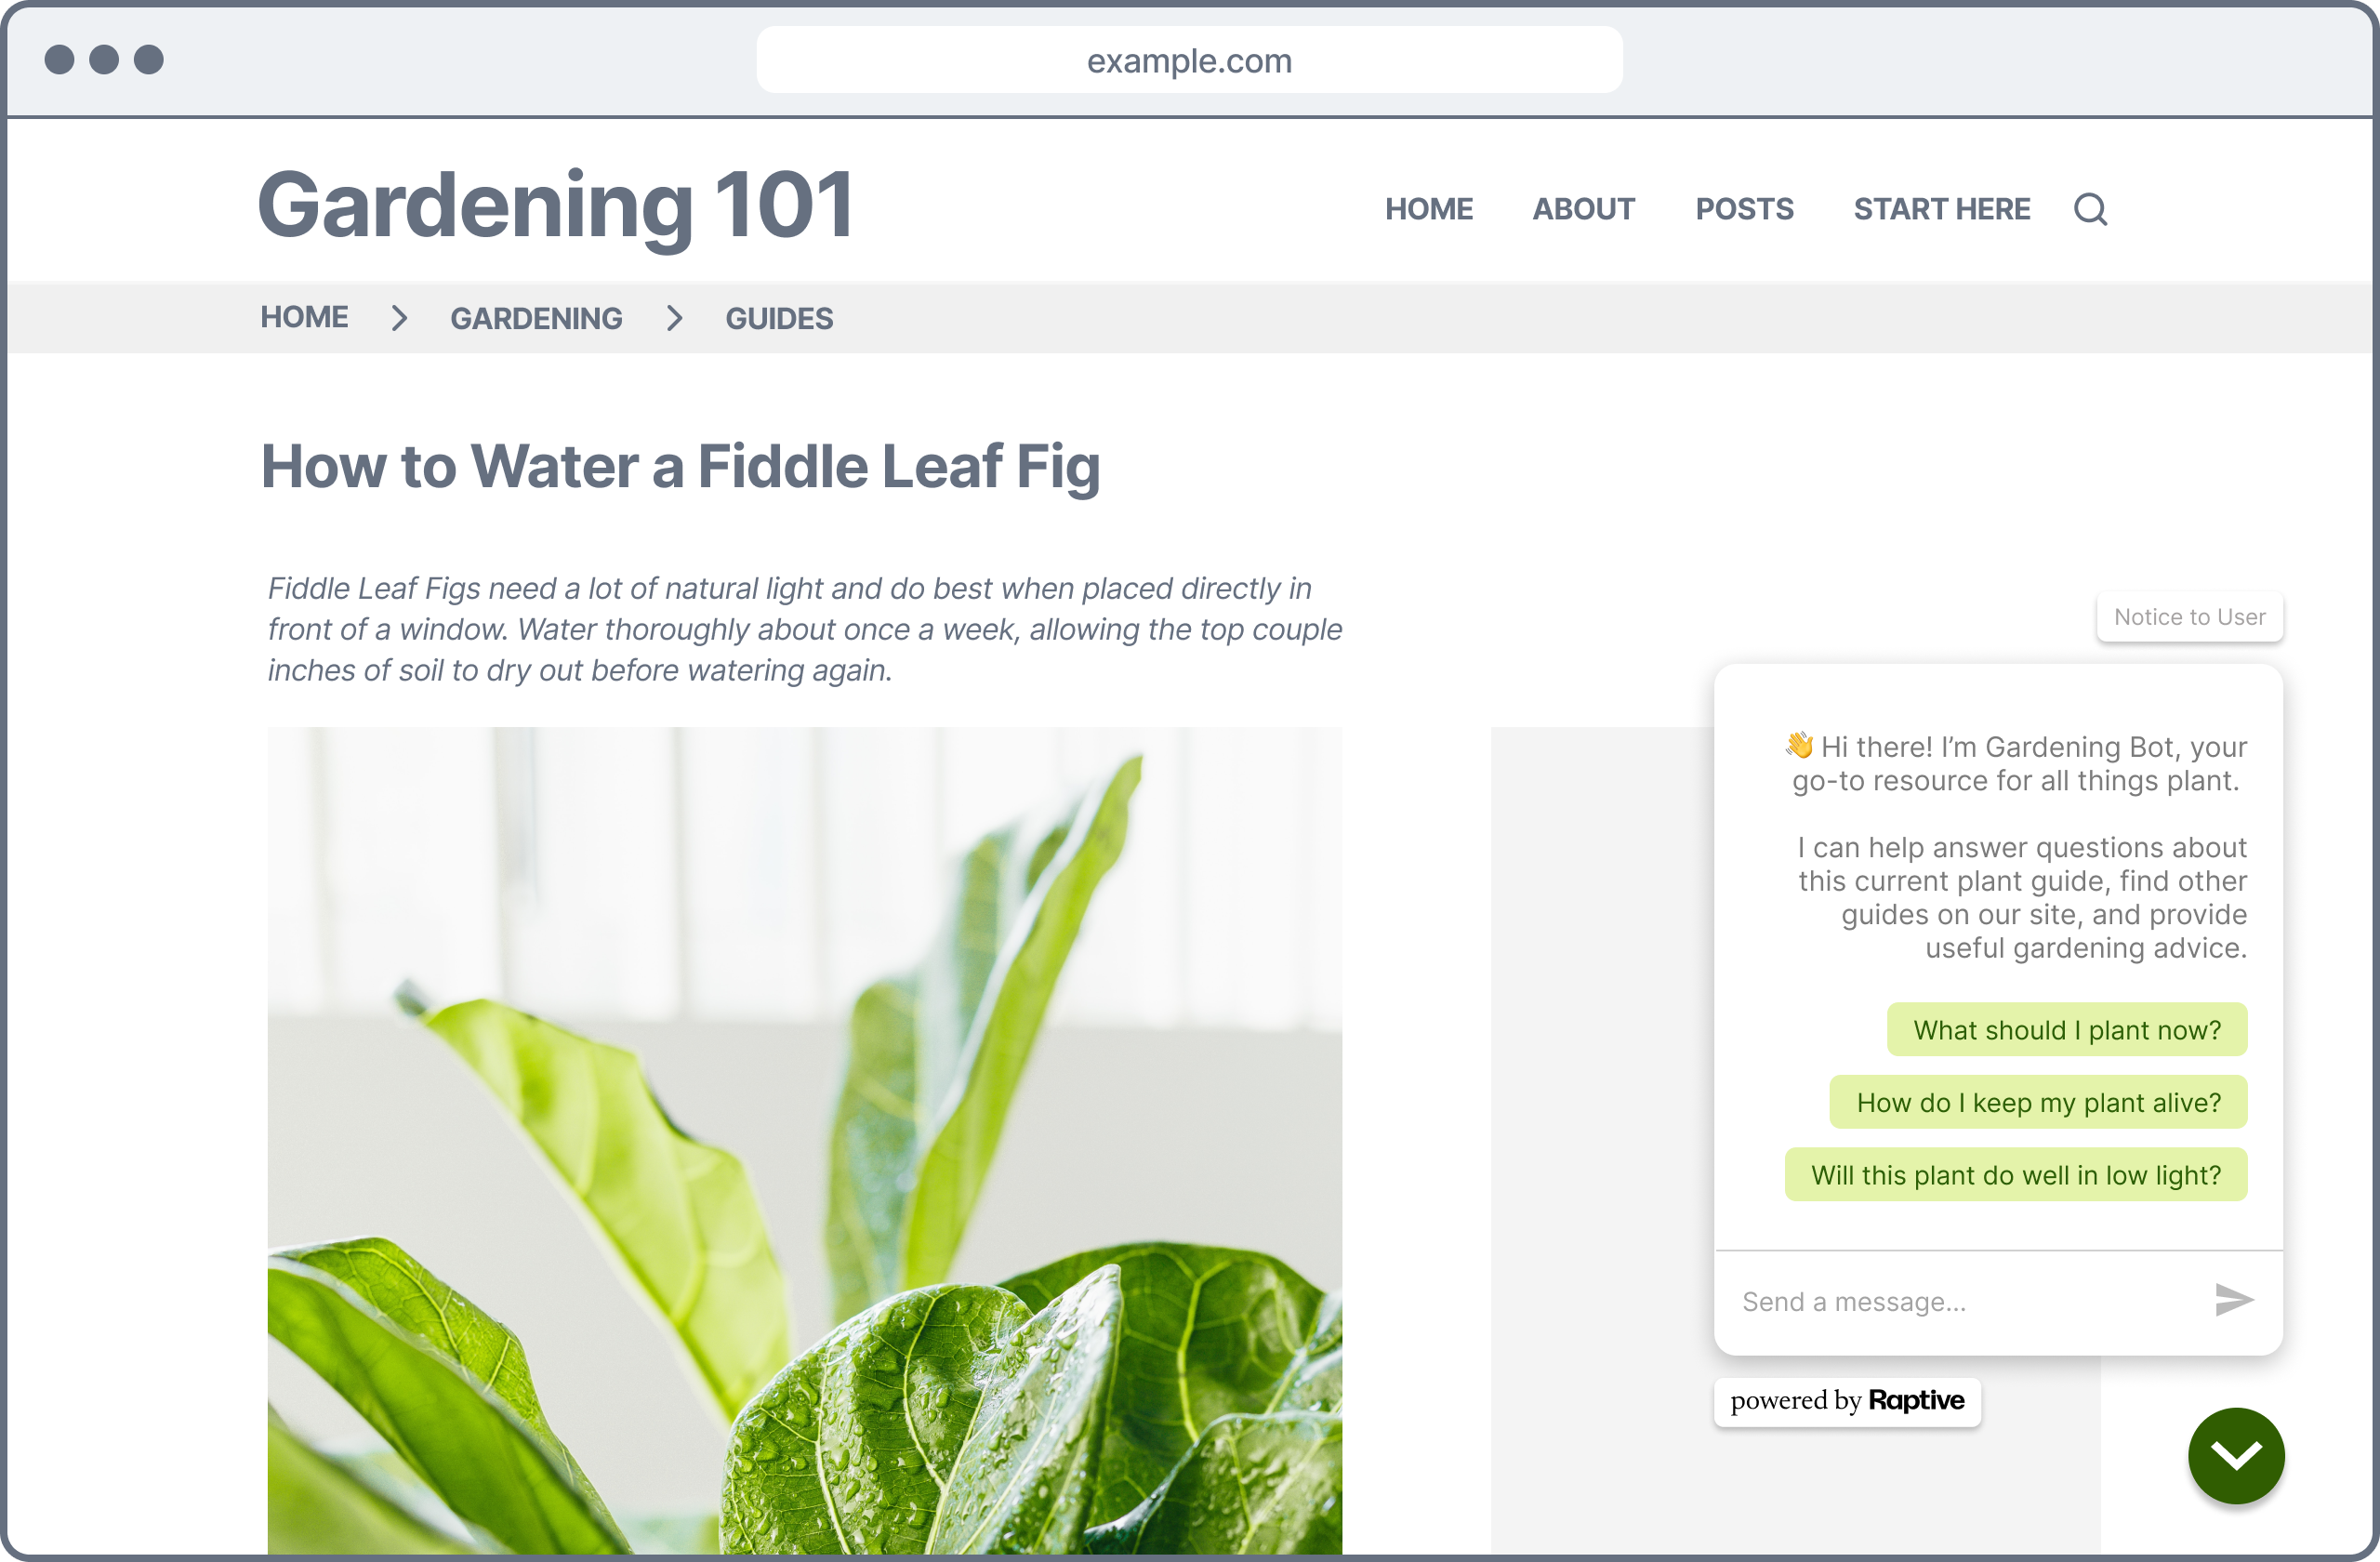 example.com
Gardening 101
HOME
ABOUT
POSTS
START HERE
HOME
GARDENING
GUIDES
How to Water a Fiddle Leaf Fig
Fiddle Leaf Figs need a lot of natural light and do best when placed directly in
front of a window. Water thoroughly about once a week, allowing the top couple
inches of soil to dry out before watering again.
Notice to User
👋 Hi there! I’m Gardening Bot, your
go-to resource for all things plant.
I can help answer questions about
this current plant guide, find other
guides on our site, and provide
useful gardening advice.
What should I plant now?
How do I keep my plant alive?
Will this plant do well in low light?
Send a message...
powered by Raptive